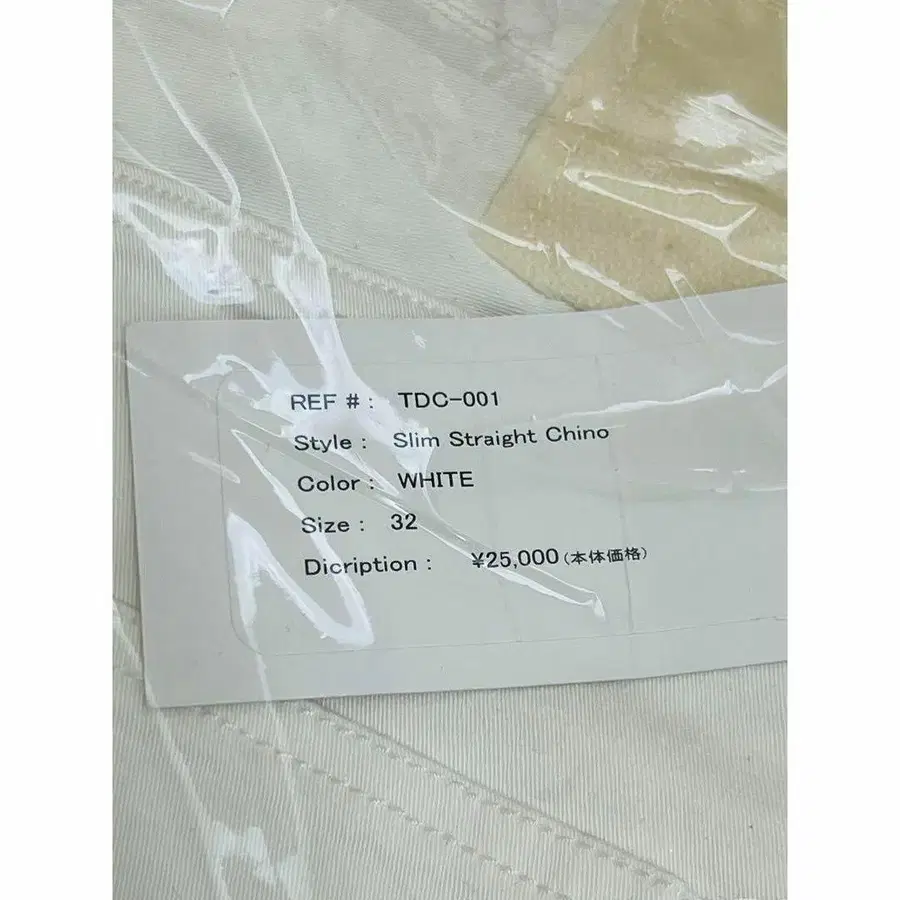 REF # : TDC-001
Style : Slim Straight Chino
Color : WHITE
Size : 32
Dicription : ¥25,000(本体価格)